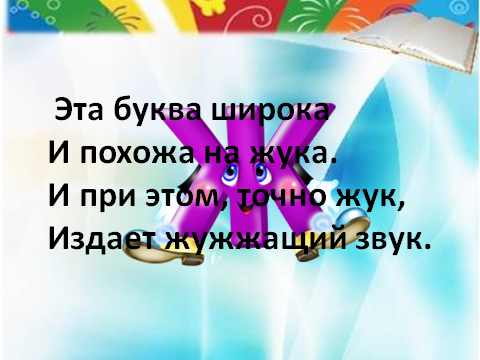 Эта буква широка
И похожа на жука.
И при этом, точно жук,
Издает жужжащий звук.
Ж